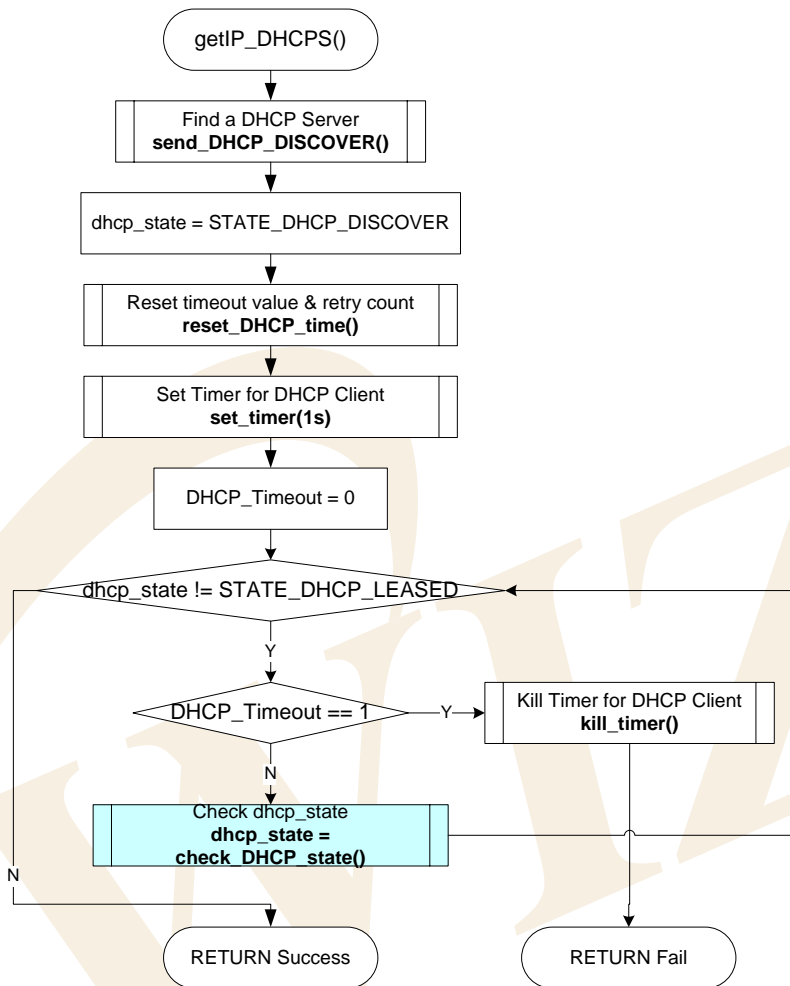 getIP_DHCPS()
Find a DHCP Server
send_DHCP_DISCOVER()
dhcp_state = STATE_DHCP_DISCOVER
Reset timeout value & retry count
reset_DHCP_time()
Set Timer for DHCP Client
set_timer(1s)
DHCP_Timeout = 0
dhcp_state != STATE_DHCP_LEASED
Y
DHCP_Timeout == 1
Y
Kill Timer for DHCP Client
kill_timer()
N
Check dhcp_state
dhcp_state =
check_DHCP_state()
N
RETURN Success
RETURN Fail
WIZ